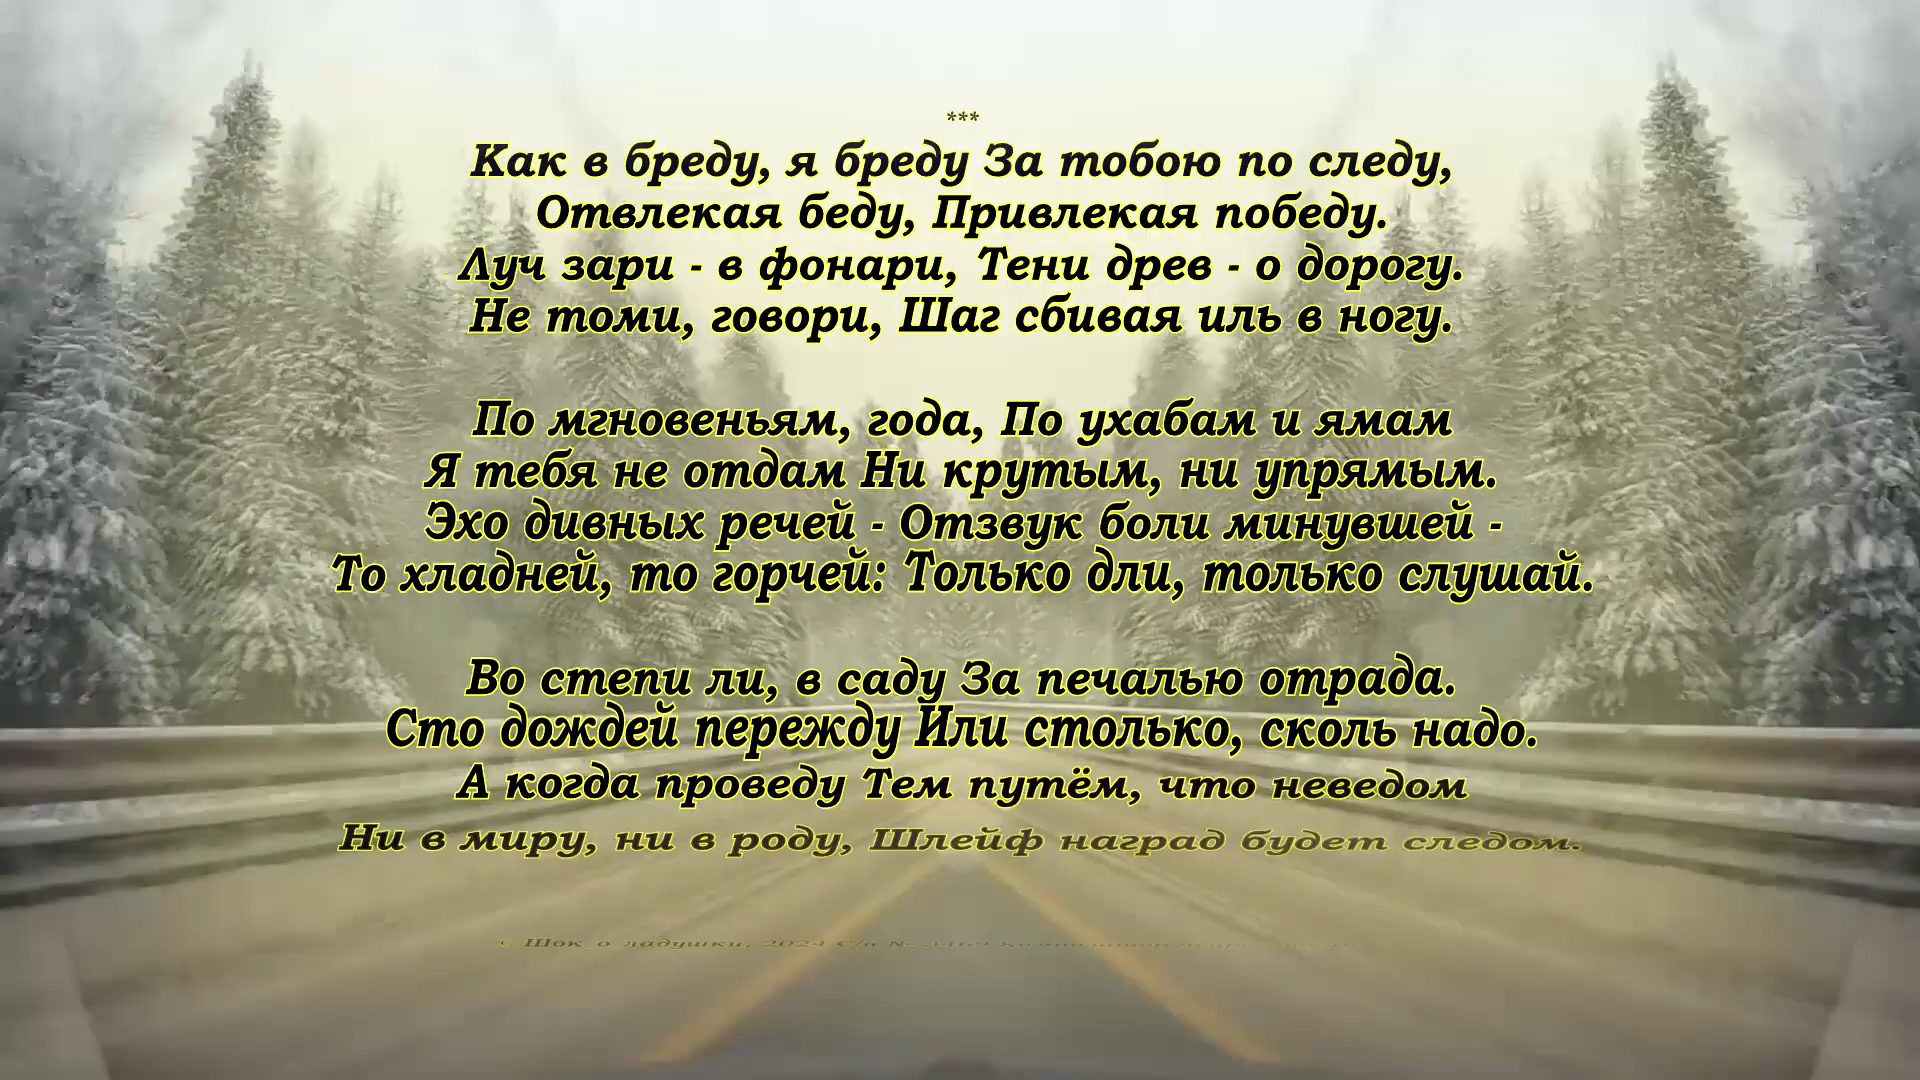 ***
Как в бреду, я бреду За тобою по следу,
Отвлекая беду, Привлекая победу.
Луч зари - в фонари, Тени древ - о дорогу.
Не томи, говори, Шаг сбивая иль в ногу.
По мгновеньям, года, По ухабам и ямам
Я тебя не отдам Ни крутым, ни упрямым.
Эхо дивных речей - Отзвук боли минувшей -
То хладней, то горчей: Только дли, только слушай.
Во степи ли, в саду За печалью отрада.
Сто дождей пережду Или столько, сколь надо.
А когда проведу Тем путём, что неведом
Ни в миру, ни в роду, Шлейф наград будет следом.
© Шок_о ладушки, 2024 С/п №